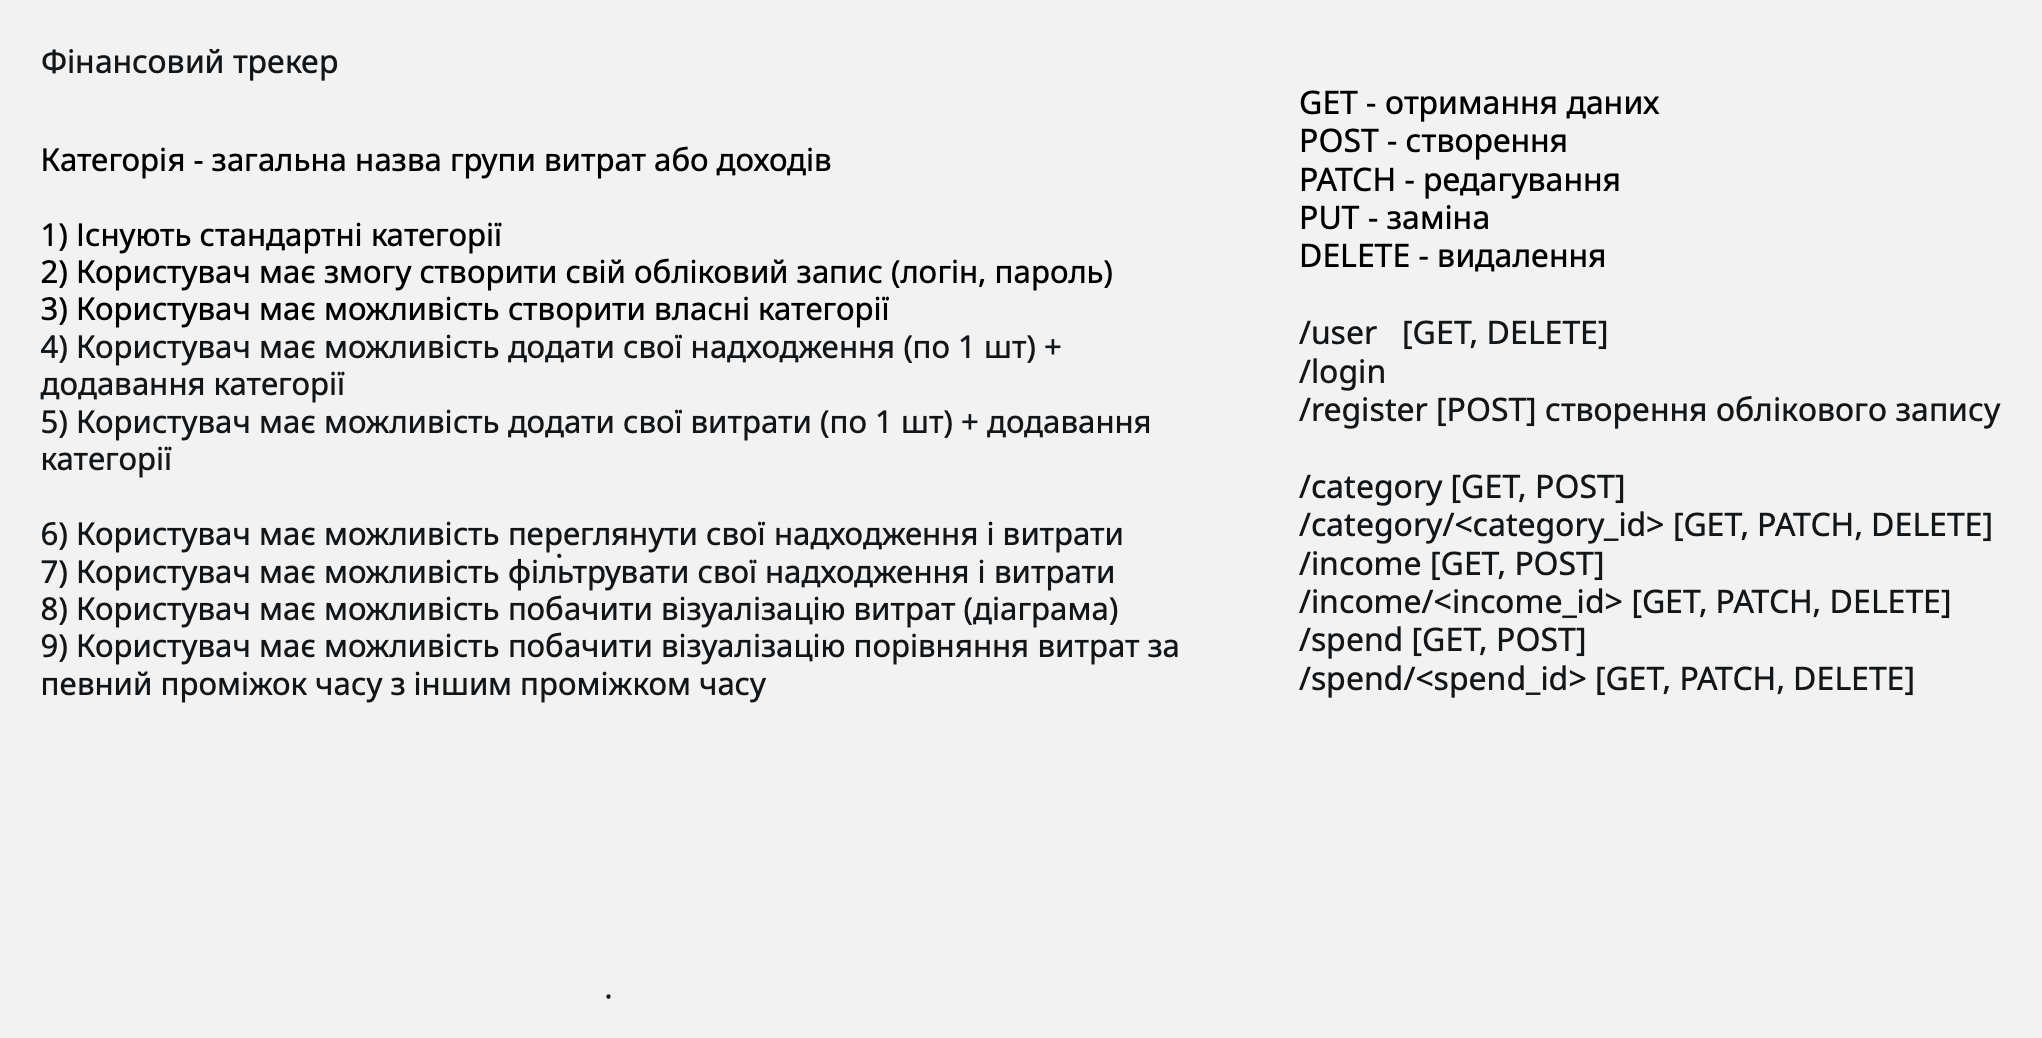 Фінансовий трекер
Категорія - загальна назва групи витрат або доходів
1) Існують стандартні категорії
2) Користувач має змогу створити свій обліковий запис (логін, пароль)
3) Користувач має можливість створити власні категорії
4) Користувач має можливість додати свої надходження (по 1 шт) +
додавання категорії
5) Користувач має можливість додати свої витрати (по 1 шт) + додавання
категорії
6) Користувач має можливість переглянути свої надходження і витрати
7) Користувач має можливість фільтрувати свої надходження і витрати
8) Користувач має можливість побачити візуалізацію витрат (діаграма)
9) Користувач має можливість побачити візуалізацію порівняння витрат за
певний проміжок часу з іншим проміжком часу
GET - отримання даних
POST - створення
PATCH - редагування
PUT - заміна
DELETE - видалення
/user [GET, DELETE]
/login
/register [POST] створення облікового запису
/category [GET, POST]
/category/<category_id> [GET, PATCH, DELETE]
/income [GET, POST]
/income/<income_id> [GET, PATCH, DELETE]
/spend [GET, POST]
/spend/<spend_id> [GET, PATCH, DELETE]